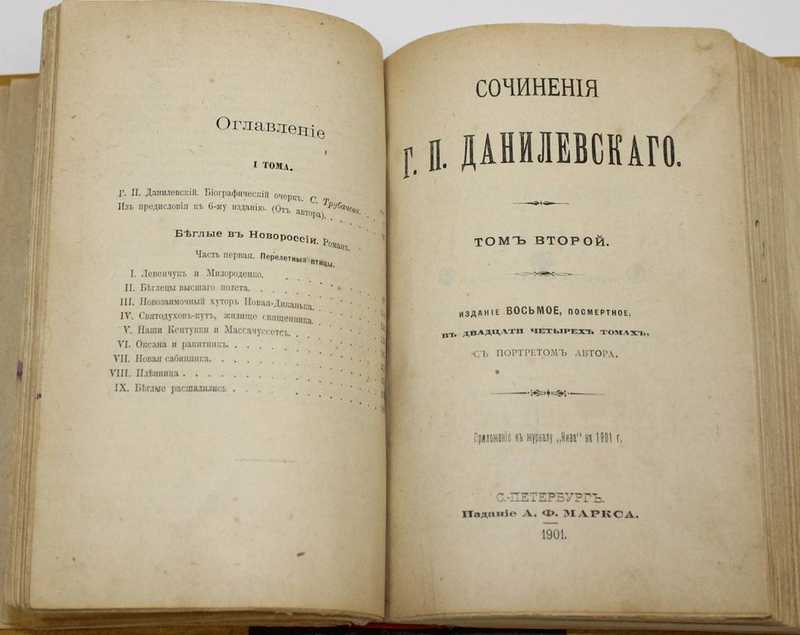 Оглавленіе
I ТОМА.
Г. П. Данилевскій. Біографическій очеркъ. С. Трубачева.
Изъ предисловія къ 6-му изданію. (Отъ автора).
Бѣглые въ Новороссіи. Романъ.
Часть первая. Перелетныя птицы.
I. Левенчукъ и Милороденко.
II. Бѣглецы высшаго полета.
III. Новозаимочный хуторъ Новая-Диканька.
IV. Святодухов-кутъ, жилище священника.
V. Наши Кентукки и Массачуссетсъ.
VI. Оксана и ракитникъ.
VII. Новая сабинянка.
VIII. Плѣнница
IX. Бѣглые расшалились
СОЧИНЕНІЯ
Г. П. ДАНИЛЕВСКАГО.
ТОМЪ ВТОРОЙ.
ИЗДАНІЕ ВОСЬМОЕ, ПОСМЕРТНОЕ,
ВЪ ДВАДЦАТИ ЧЕТЫРЕХЪ ТОМАХЪ,
СЪ ПОРТРЕТОМЪ АВТОРА.
Приложеніе къ журналу „Нива" на 1901 г.
С.-ПЕТЕРБУРГЪ.
Изданіе А. Ф. МАРКСА.
1901.